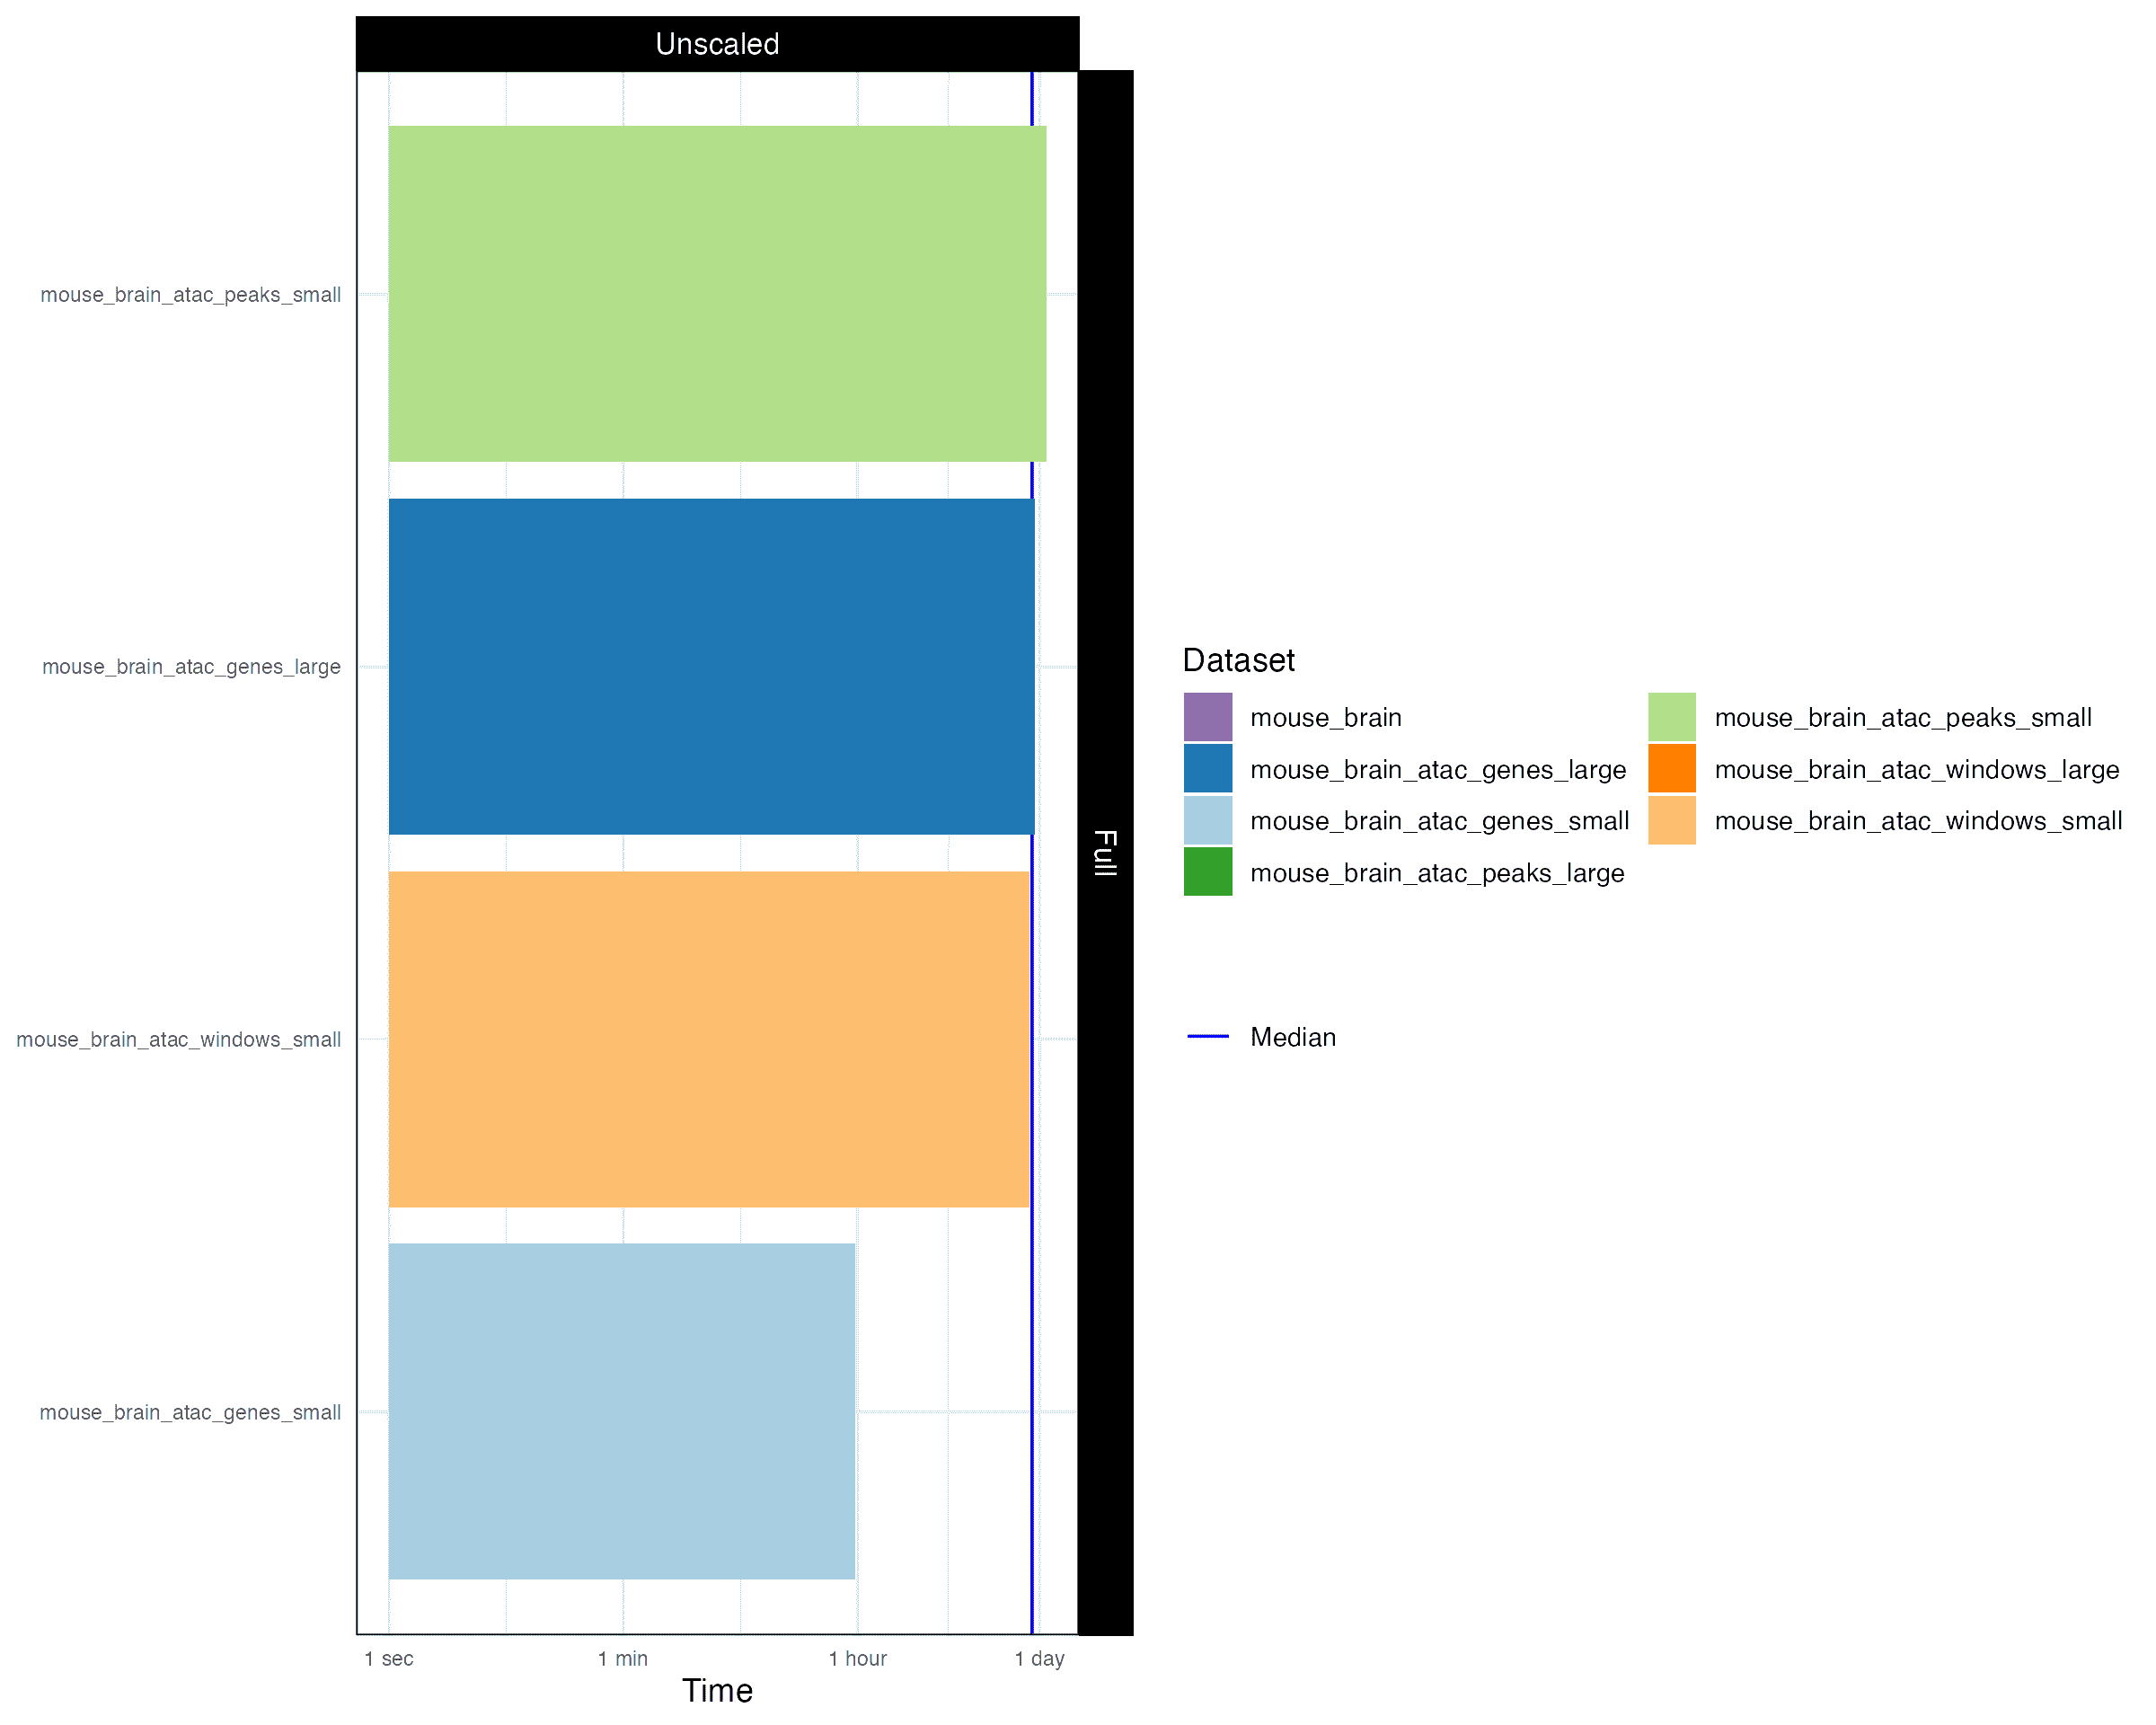 Unscaled
Full
mouse_brain_atac_peaks_small
mouse_brain_atac_genes_large
mouse_brain_atac_windows_small
mouse_brain_atac_genes_small
1 sec
1 min
1 hour
1 day
Time
Dataset
mouse_brain
mouse_brain_atac_genes_large
mouse_brain_atac_genes_small
mouse_brain_atac_peaks_large
mouse_brain_atac_peaks_small
mouse_brain_atac_windows_large
mouse_brain_atac_windows_small
Median